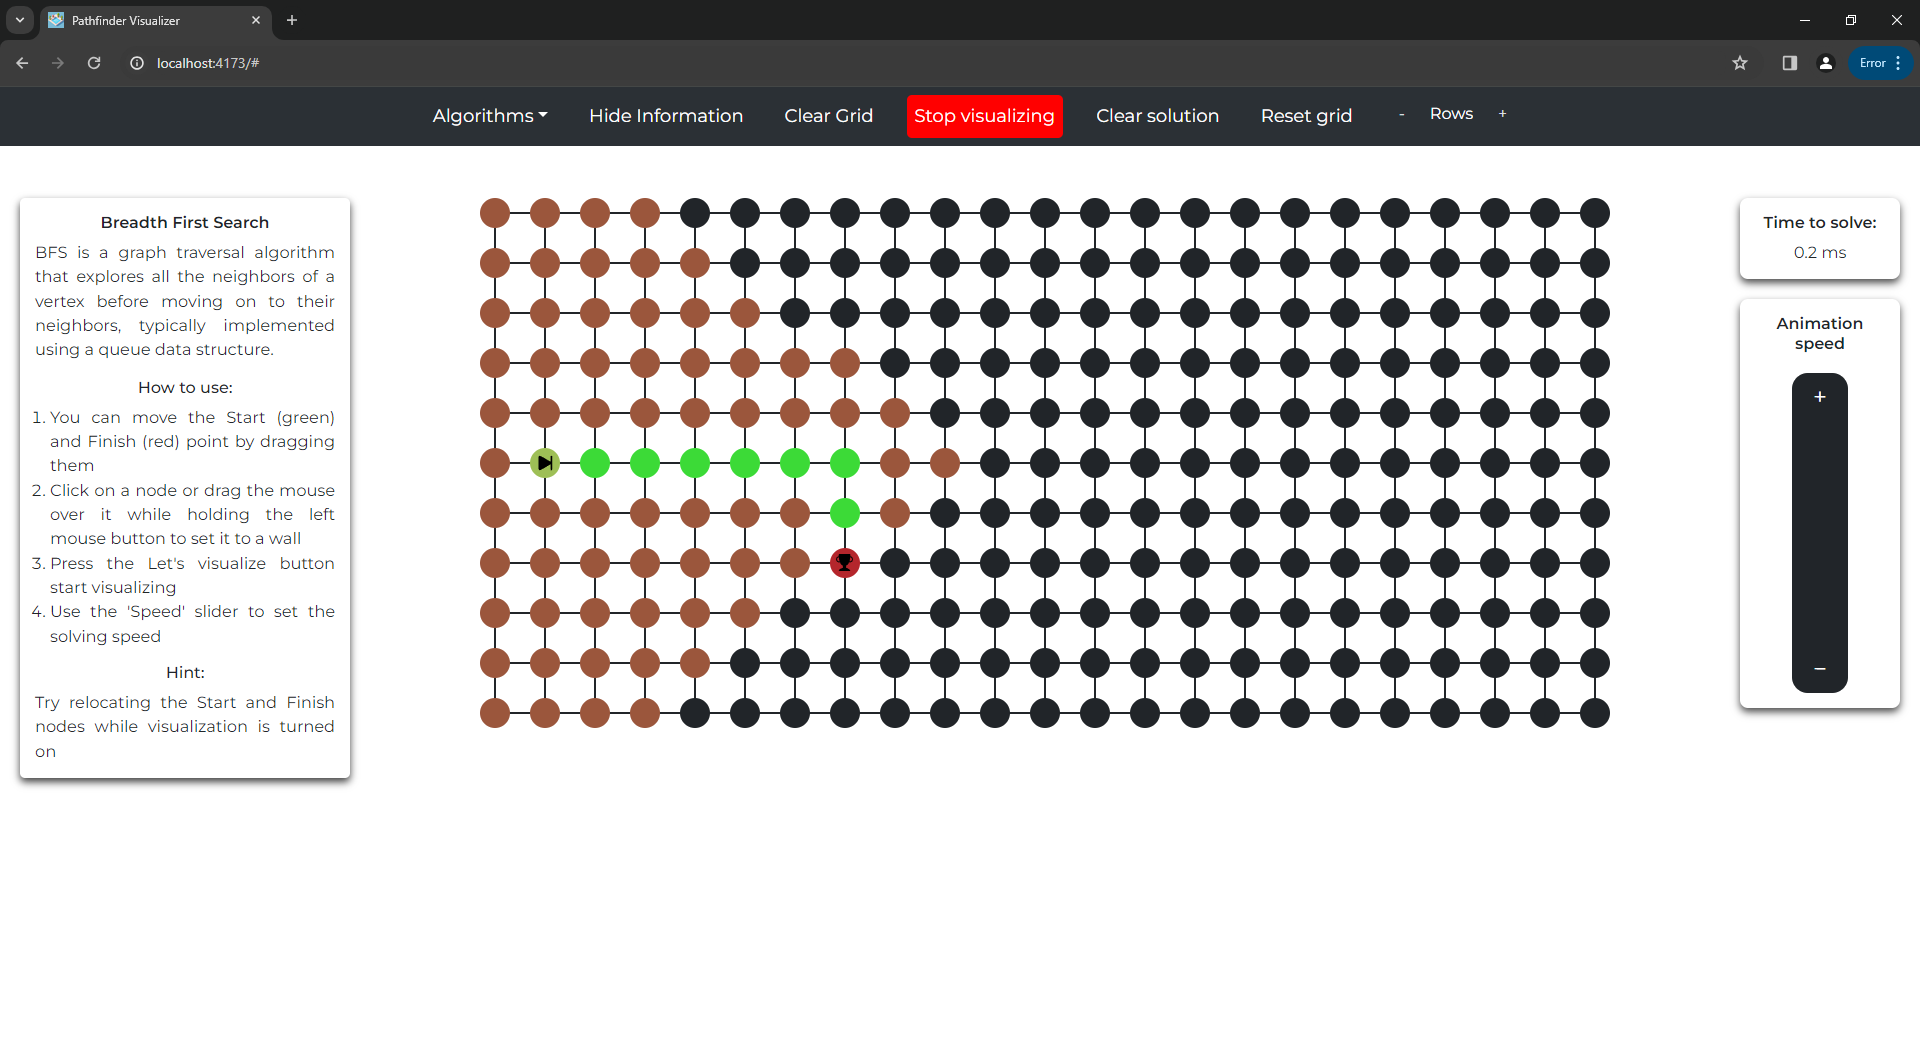 Pathfinder Visualizer
localhost:4173/#
Error
Algorithms
Hide Information
Clear Grid
Stop visualizing
Clear solution
Reset grid
- Rows +
Breadth First Search
BFS is a graph traversal algorithm
that explores all the neighbors of a
vertex before moving on to their
neighbors, typically implemented
using a queue data structure.
How to use:
1. You can move the Start (green)
and Finish (red) point by dragging
them
2. Click on a node or drag the mouse
over it while holding the left
mouse button to set it to a wall
3. Press the Let's visualize button
start visualizing
4. Use the 'Speed' slider to set the
solving speed
Hint:
Try relocating the Start and Finish
nodes while visualization is turned
on
Time to solve:
0.2 ms
Animation
speed
+
−